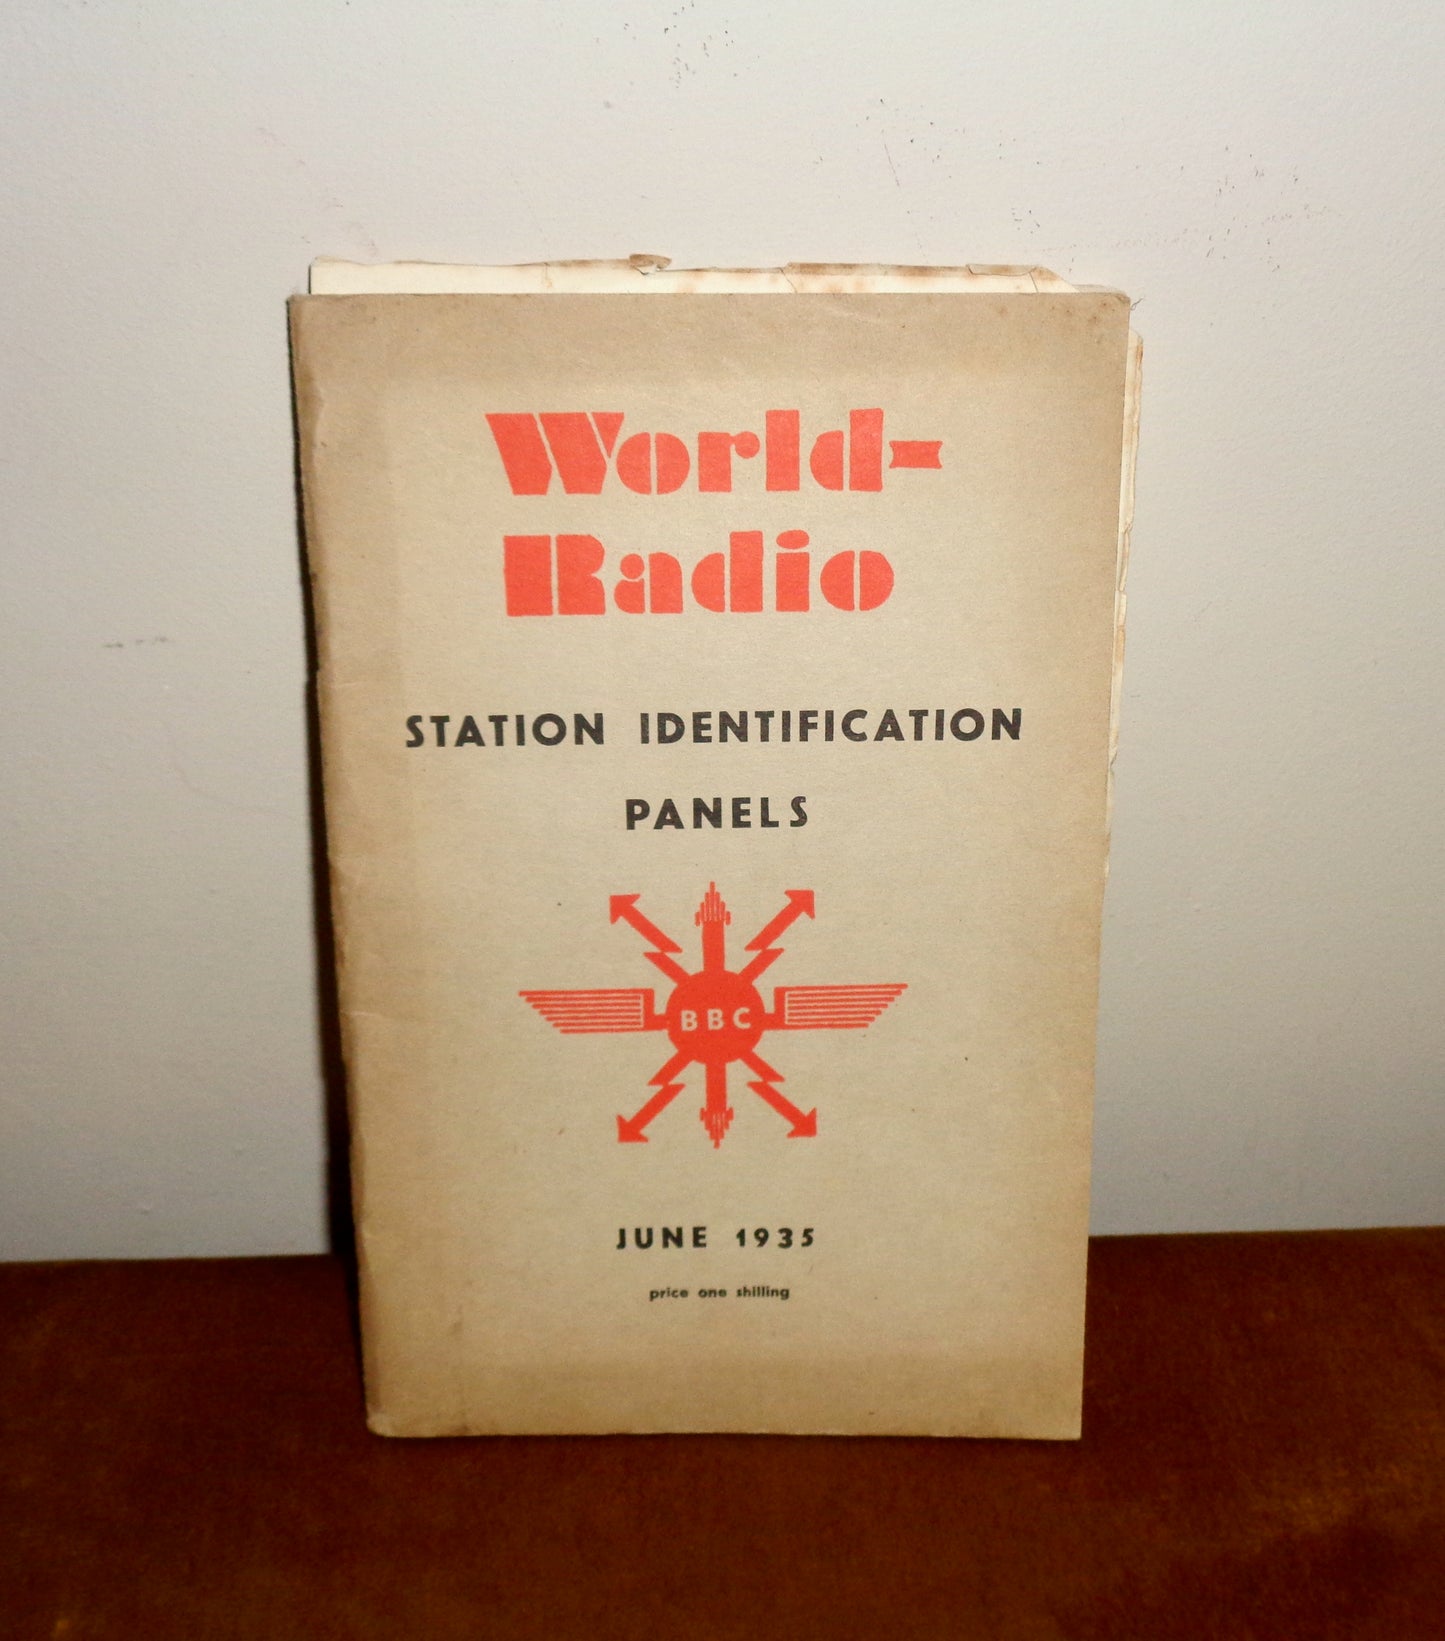 World-
Radio
STATION IDENTIFICATION
PANELS
BBC
JUNE 1935
price one shilling